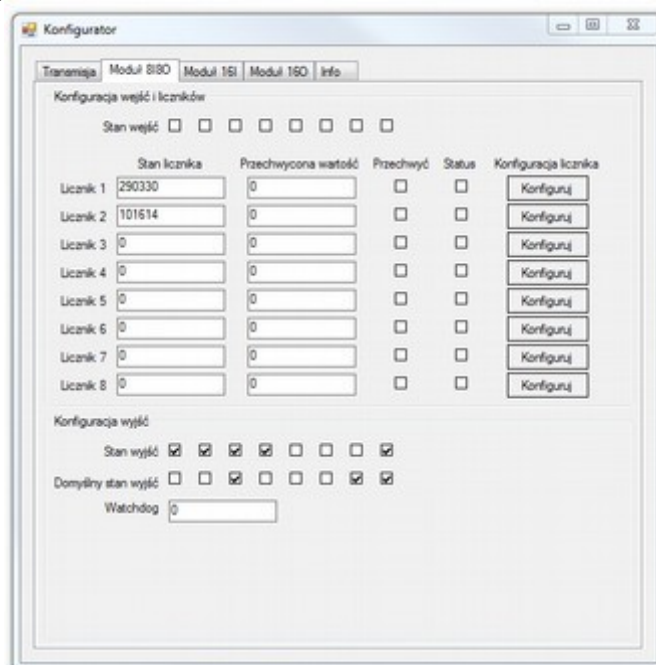 Konfigurator
Transmisja Moduł 8I8O Moduł 16I Moduł 16O Info
Konfiguracja wejść i liczników
Stan wejść
Stan licznika Przechwycona wartość Przechwyć Status Konfiguracja licznika
Licznik 1 290330 0 Konfiguruj
Licznik 2 101614 0 Konfiguruj
Licznik 3 0 0 Konfiguruj
Licznik 4 0 0 Konfiguruj
Licznik 5 0 0 Konfiguruj
Licznik 6 0 0 Konfiguruj
Licznik 7 0 0 Konfiguruj
Licznik 8 0 0 Konfiguruj
Konfiguracja wyjść
Stan wyjść
Domyślny stan wyjść
Watchdog 0